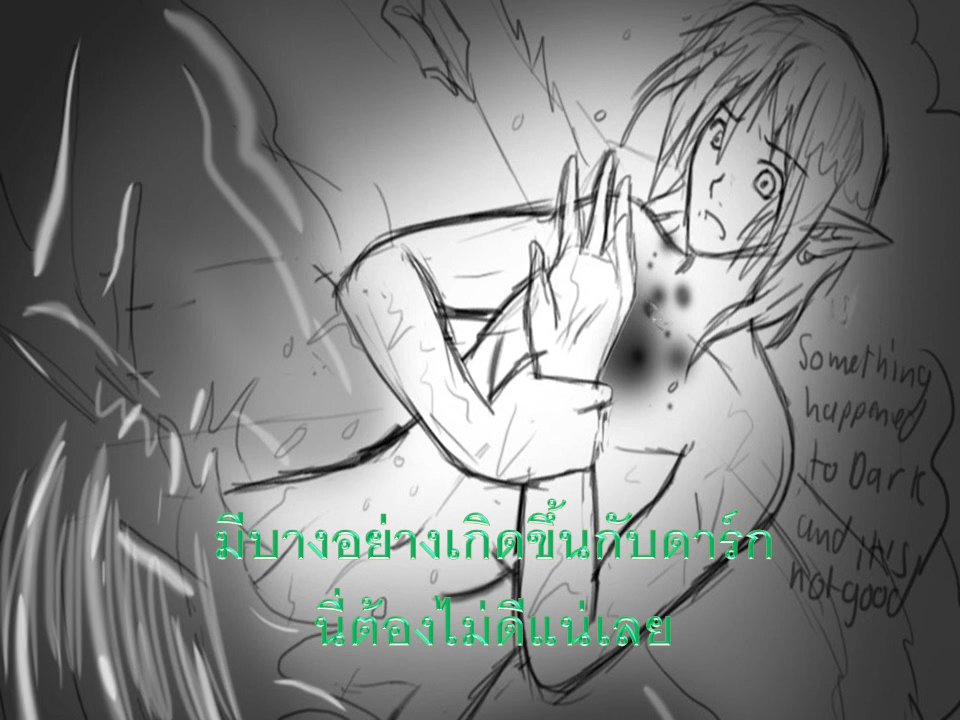 Something
happened
to Dark
and this
not good
มีบางอย่างเกิดขึ้นกับดาร์ก
นี่ต้องไม่ดีแน่เลย